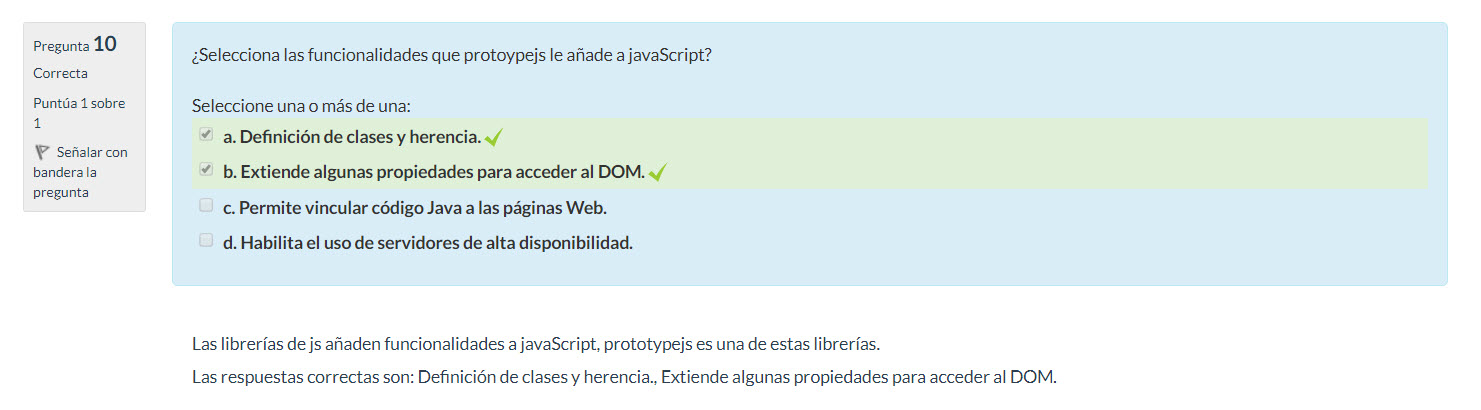 Pregunta 10
Correcta
Puntúa 1 sobre
1
Señalar con
bandera la
pregunta
¿Selecciona las funcionalidades que protoypejs le añade a javaScript?
Seleccione una o más de una:
a. Definición de clases y herencia.
b. Extiende algunas propiedades para acceder al DOM.
c. Permite vincular código Java a las páginas Web.
d. Habilita el uso de servidores de alta disponibilidad.
Las librerías de js añaden funcionalidades a javaScript, prototypejs es una de estas librerías.
Las respuestas correctas son: Definición de clases y herencia., Extiende algunas propiedades para acceder al DOM.